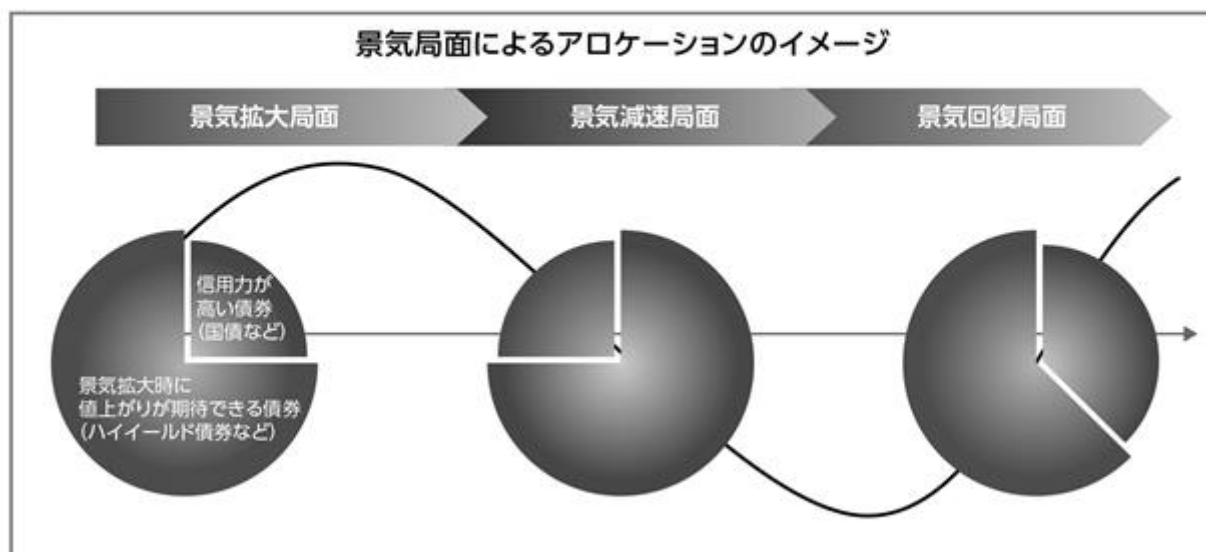 景気局面によるアロケーションのイメージ
景気拡大局面
景気減速局面
景気回復局面
信用力が
高い債券
（国債など）
景気拡大時に
値上がりが期待できる債券
（ハイイールド債券など）